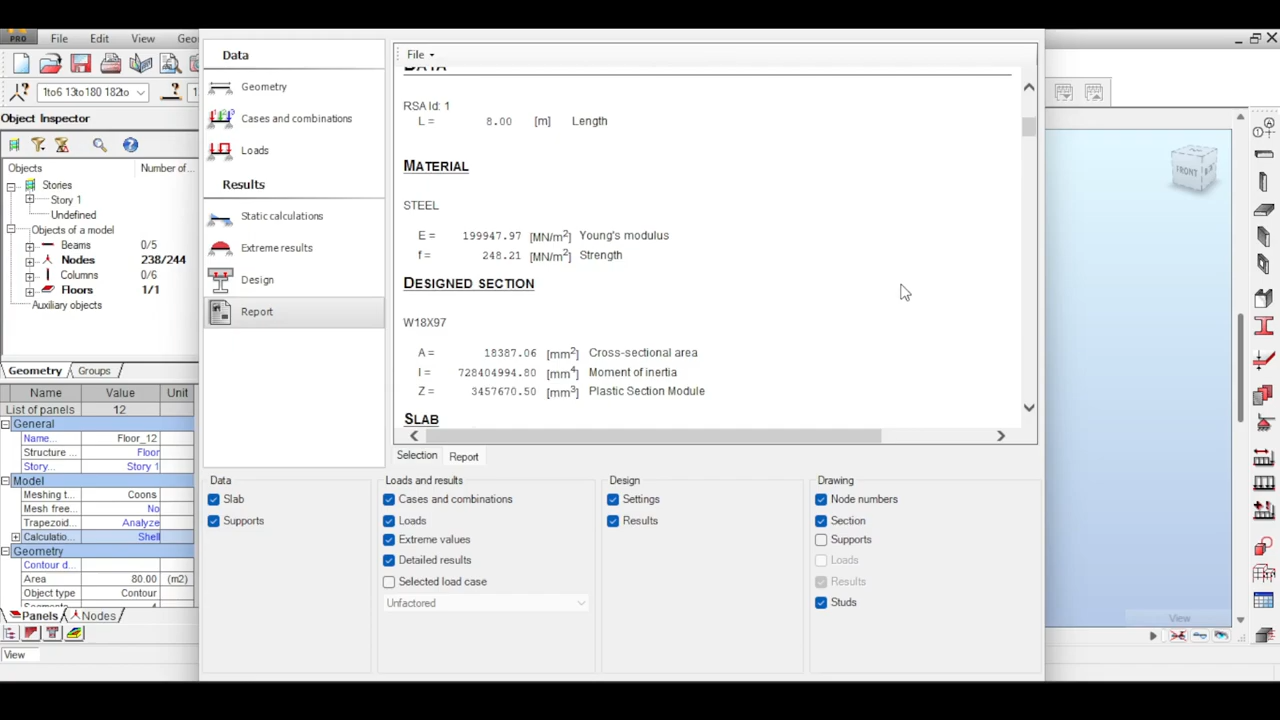 PRO
File
Edit
View
Geo
1to6 13to180 182to
Object Inspector
Objects
Number of...
Stories
Story 1
Undefined
Objects of a model
Beams 0/5
Nodes 238/244
Columns 0/6
Floors 1/1
Auxiliary objects
Geometry
Groups
Name Value Unit
List of panels 12
General
Name... Floor_12
Structure ... Floor
Story... Story 1
Model
Meshing t... Coons
Mesh free... No
Trapezoid... Analyze
Calculatio... Shell
Geometry
Contour d...
Area 80.00 (m2)
Object type Contour
Panels
Nodes
View
Data
Geometry
Cases and combinations
Loads
Results
Static calculations
Extreme results
Design
Report
File
DATA
RSA Id: 1
L = 8.00 [m] Length
MATERIAL
STEEL
E = 199947.97 [MN/m2] Young's modulus
f = 248.21 [MN/m2] Strength
DESIGNED SECTION
W18X97
A = 18387.06 [mm2] Cross-sectional area
I = 728404994.80 [mm4] Moment of inertia
Z = 3457670.50 [mm3] Plastic Section Module
SLAB
Selection
Report
Data
Slab
Supports
Loads and results
Cases and combinations
Loads
Extreme values
Detailed results
Selected load case
Unfactored
Design
Settings
Results
Drawing
Node numbers
Section
Supports
Loads
Results
Studs
FRONT
View